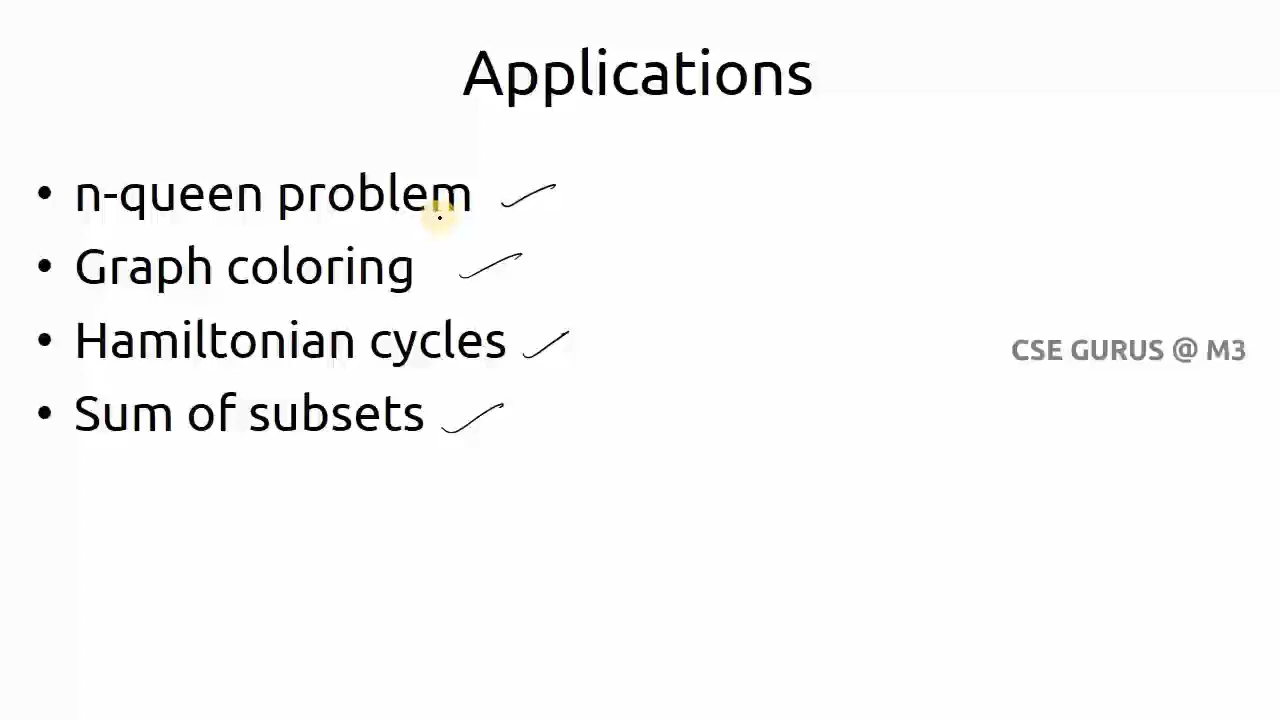 Applications
• n-queen problem
• Graph coloring
• Hamiltonian cycles
CSE GURUS @ M3
• Sum of subsets